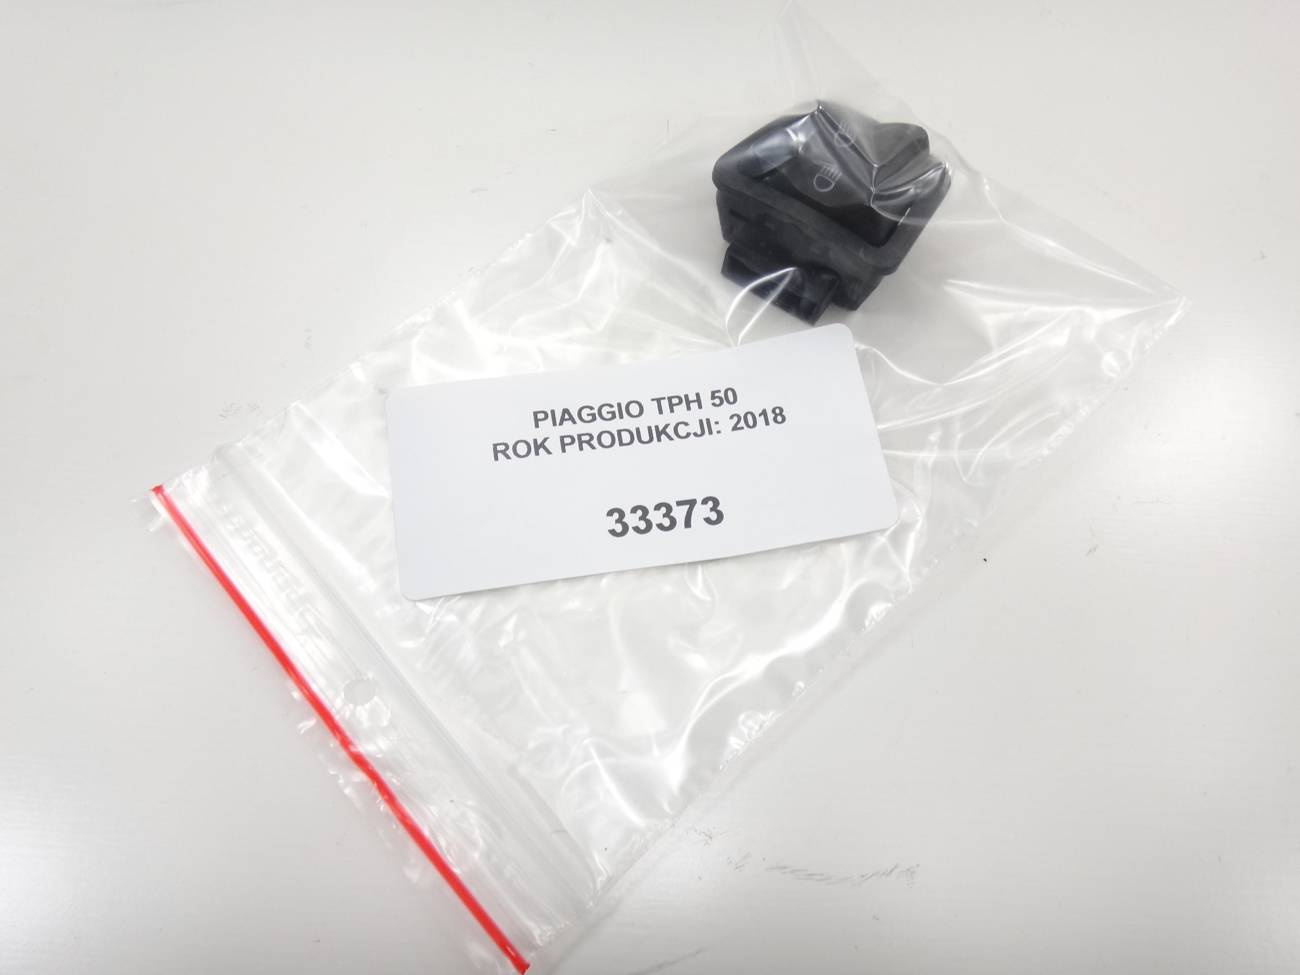 PIAGGIO TPH 50
ROK PRODUKCJI: 2018
33373